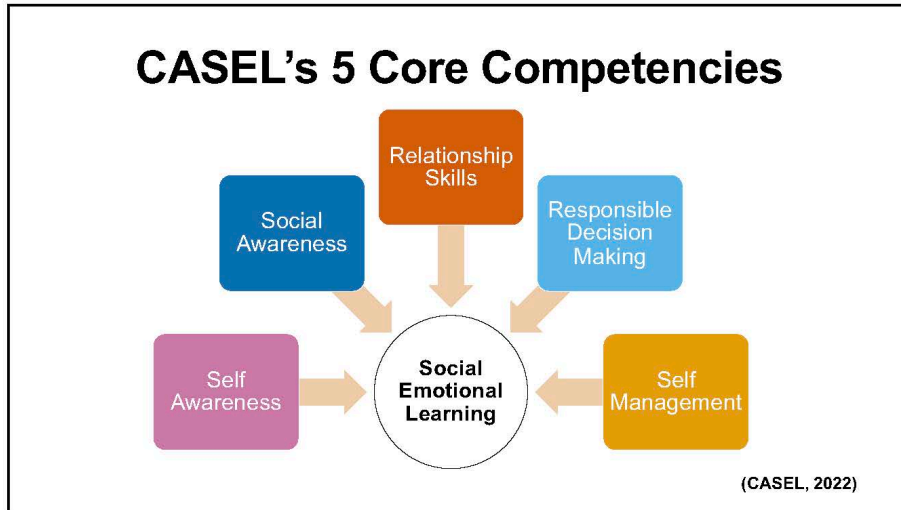 CASEL's 5 Core Competencies
Relationship
Skills
Social
Awareness
Responsible
Decision
Making
Self
Awareness
Social
Emotional
Learning
Self
Management
(CASEL, 2022)